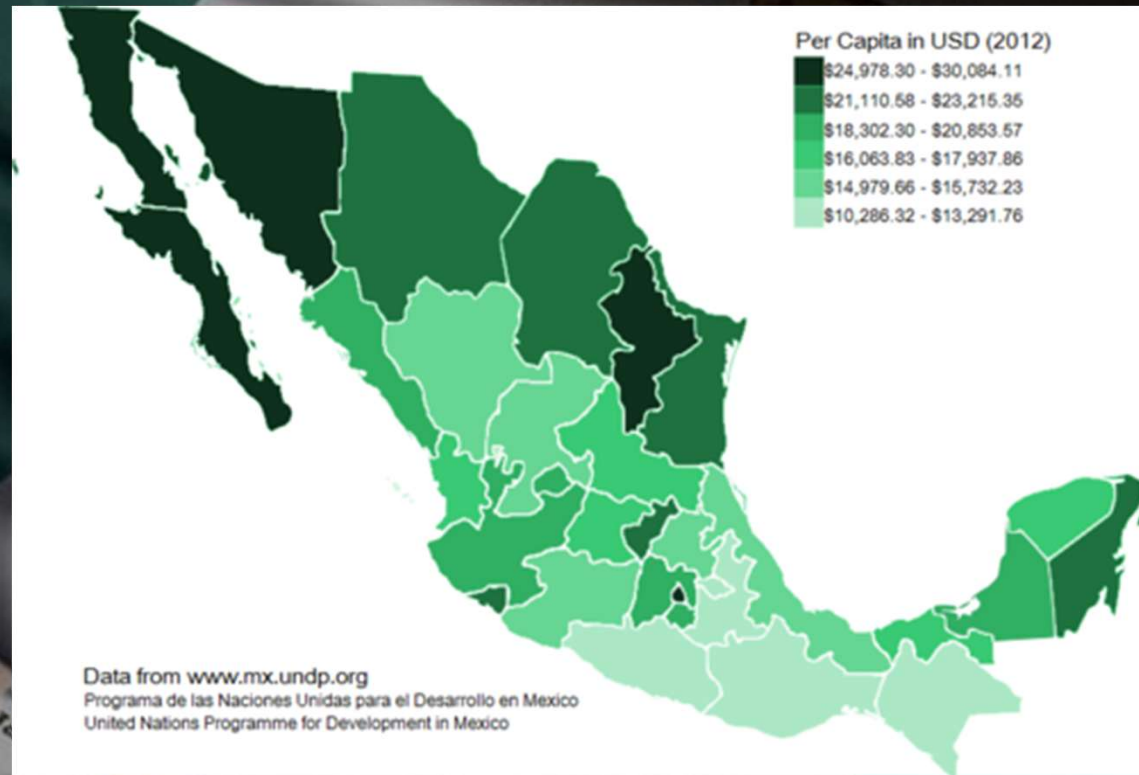 Per Capita in USD (2012)
$24,978.30 - $30,084.11
$21,110.58 - $23,215.35
$18,302.30 - $20,853.57
$16,063.83 - $17,937.86
$14,979.66 - $15,732.23
$10,286.32 - $13,291.76
Data from www.mx.undp.org
Programa de las Naciones Unidas para el Desarrollo en Mexico
United Nations Programme for Development in Mexico